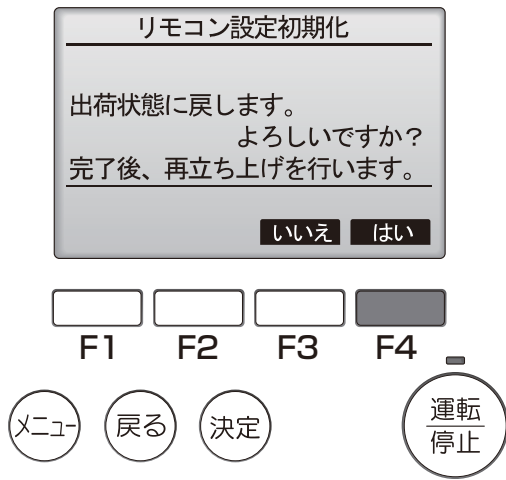 リモコン設定初期化
出荷状態に戻します。
よろしいですか?
完了後、再立ち上げを行います。
いいえ はい
F1 F2 F3 F4
メニュー 戻る 決定 運転
停止